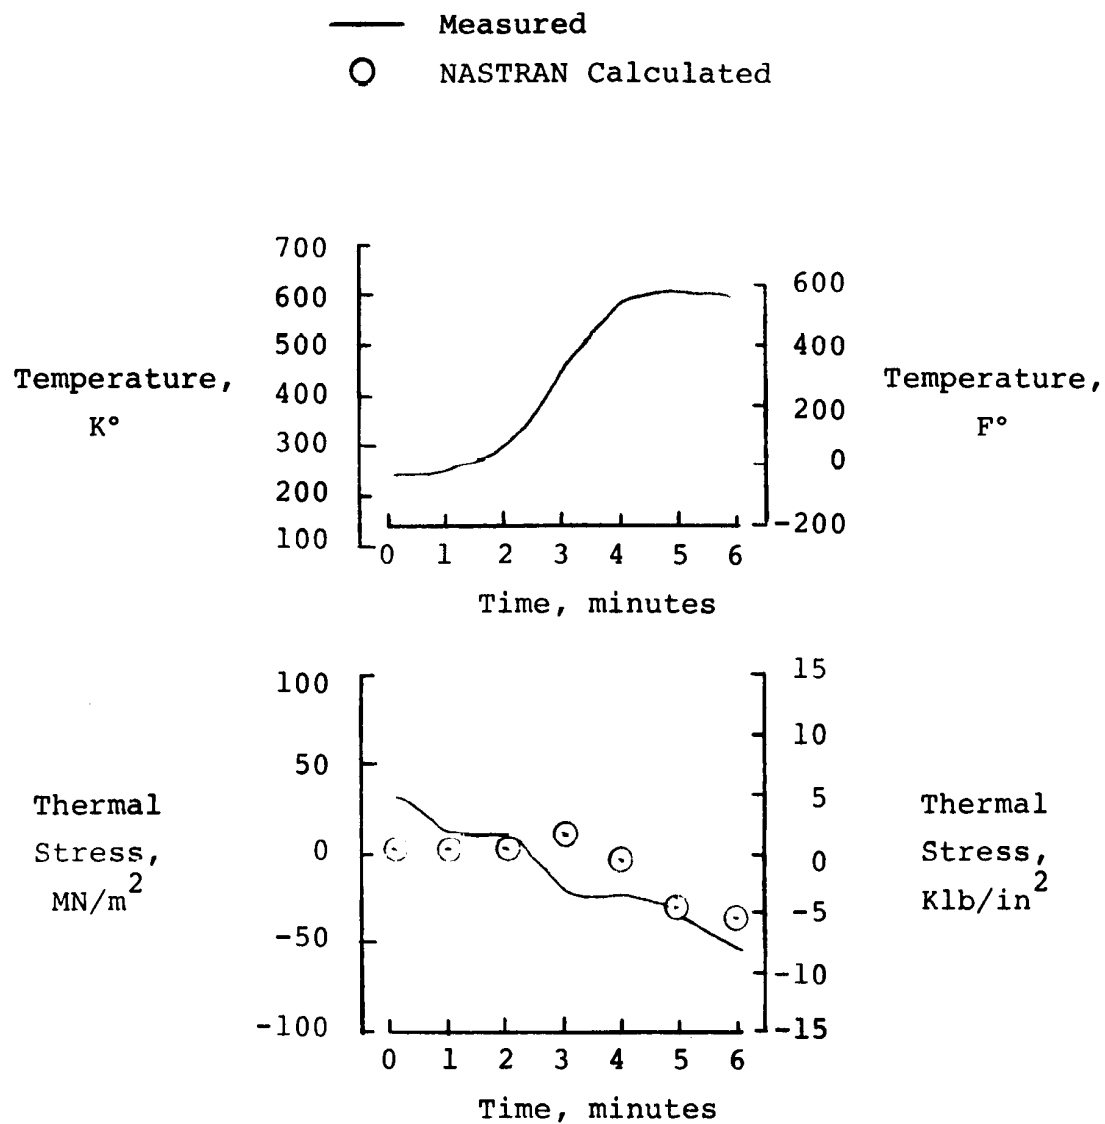 Measured
NASTRAN Calculated
700
600
500
400
300
200
100
Temperature,
K°
600
400
200
0
-200
Temperature,
F°
0 1 2 3 4 5 6
Time, minutes
100
50
0
-50
-100
Thermal
Stress,
MN/m2
15
10
5
0
-5
-10
-15
Thermal
Stress,
Klb/in2
0 1 2 3 4 5 6
Time, minutes